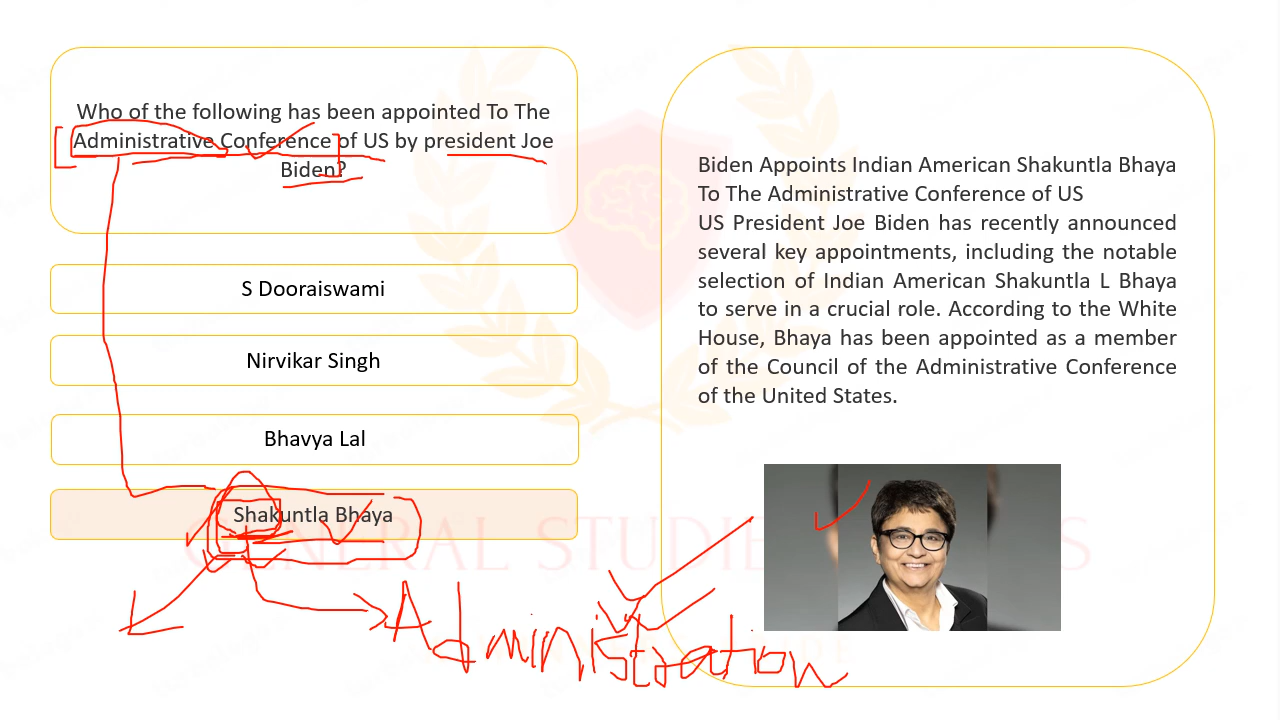 Who of the following has been appointed To The
Administrative Conference of US by president Joe
Biden?
S Dooraiswami
Nirvikar Singh
Bhavya Lal
Shakuntla Bhaya
Biden Appoints Indian American Shakuntla Bhaya
To The Administrative Conference of US
US President Joe Biden has recently announced
several key appointments, including the notable
selection of Indian American Shakuntla L Bhaya
to serve in a crucial role. According to the White
House, Bhaya has been appointed as a member
of the Council of the Administrative Conference
of the United States.
Administration